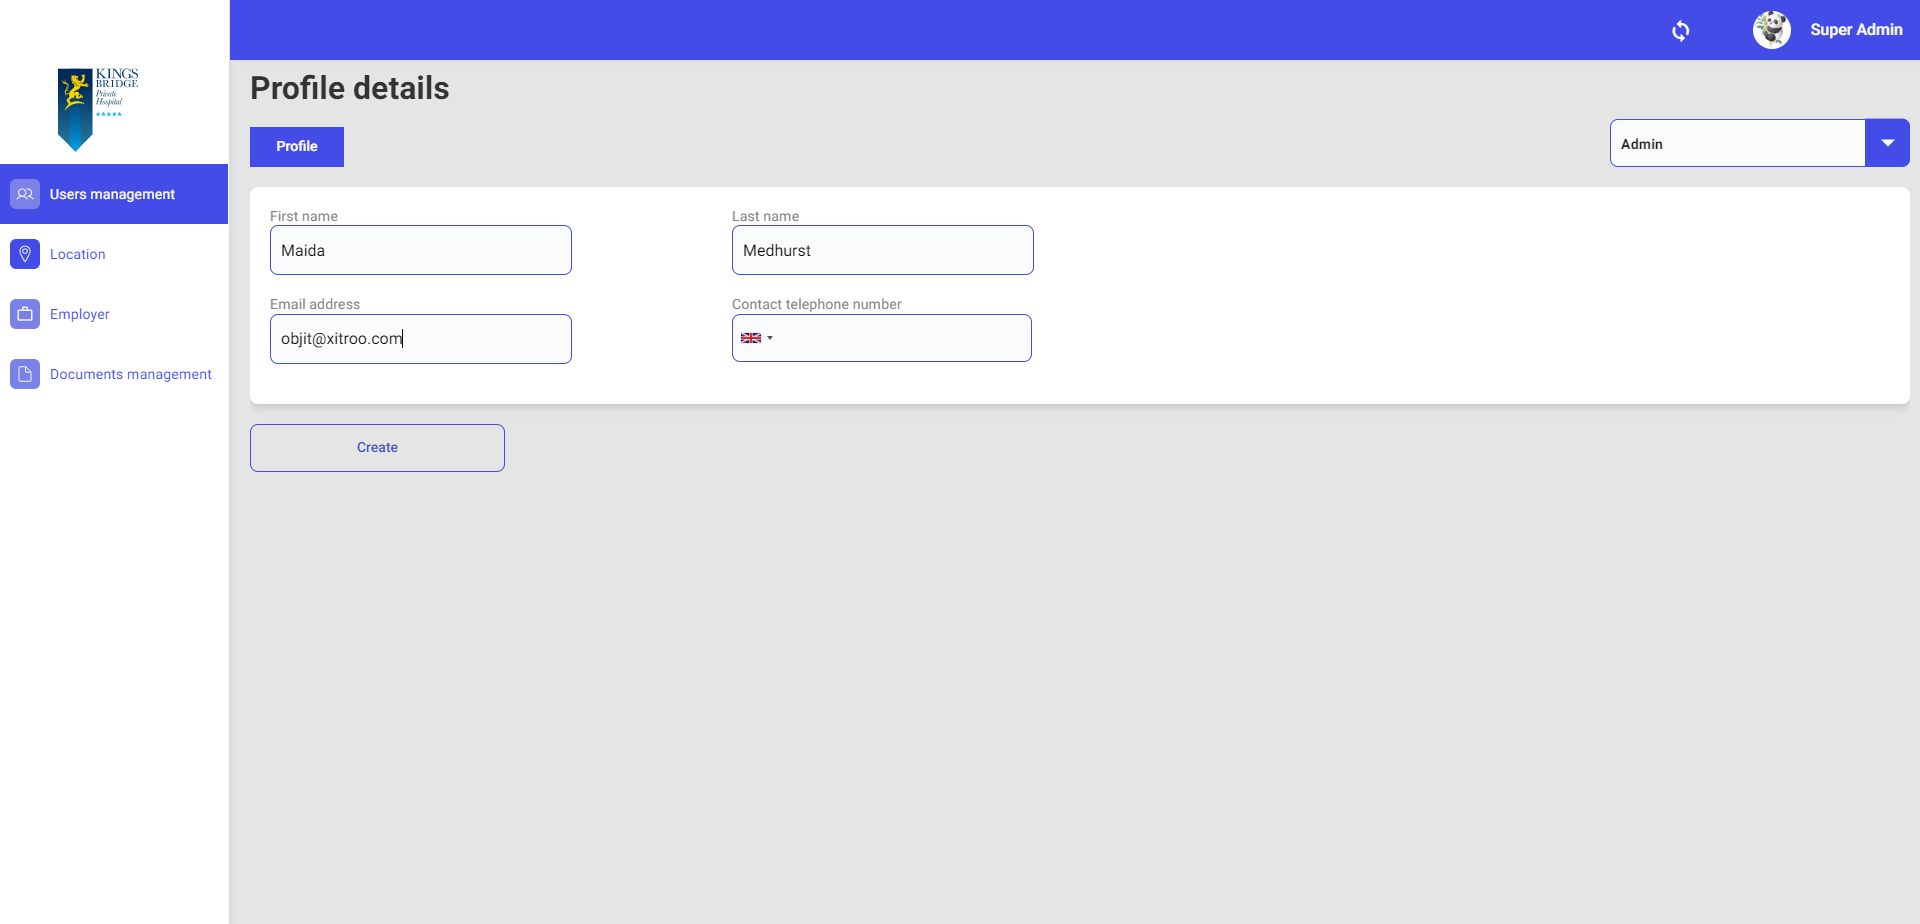 KINGS
BRIDGE
Private
Hospital
Users management
Location
Employer
Documents management
Super Admin
Profile details
Profile
Admin
First name
Last name
Maida
Medhurst
Email address
Contact telephone number
objit@xitroo.com
Create